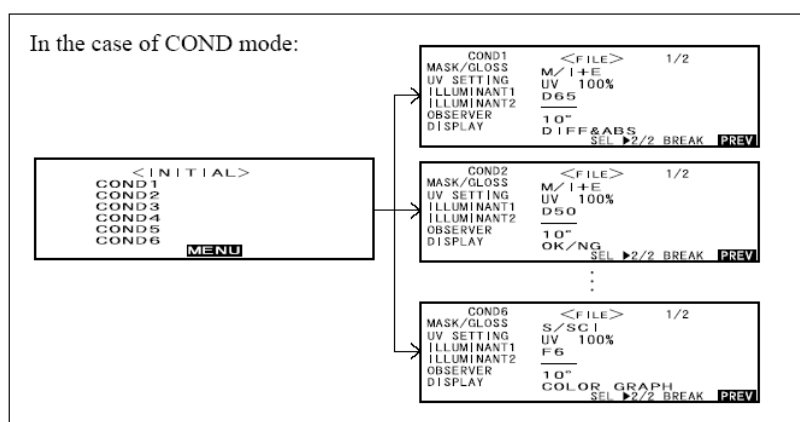 In the case of COND mode:
<INITIAL>
COND1
COND2
COND3
COND4
COND5
COND6
MENU
COND1 <FILE> 1/2
MASK/GLOSS M/I+E
UV SETTING UV 100%
ILLUMINANT1 D65
ILLUMINANT2
OBSERVER 10°
DISPLAY DIFF&ABS
SEL ▶2/2 BREAK PREV
COND2 <FILE> 1/2
MASK/GLOSS M/I+E
UV SETTING UV 100%
ILLUMINANT1 D50
ILLUMINANT2
OBSERVER 10°
DISPLAY OK/NG
SEL ▶2/2 BREAK PREV
COND6 <FILE> 1/2
MASK/GLOSS S/SCI
UV SETTING UV 100%
ILLUMINANT1 F6
ILLUMINANT2
OBSERVER 10°
DISPLAY COLOR GRAPH
SEL ▶2/2 BREAK PREV